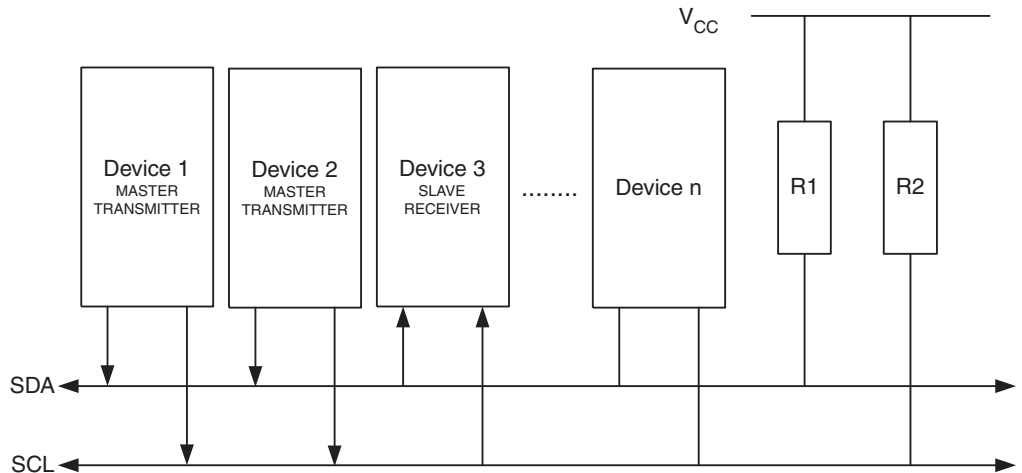 VCC
Device 1
MASTER
TRANSMITTER
Device 2
MASTER
TRANSMITTER
Device 3
SLAVE
RECEIVER
........
Device n
R1
R2
SDA
SCL